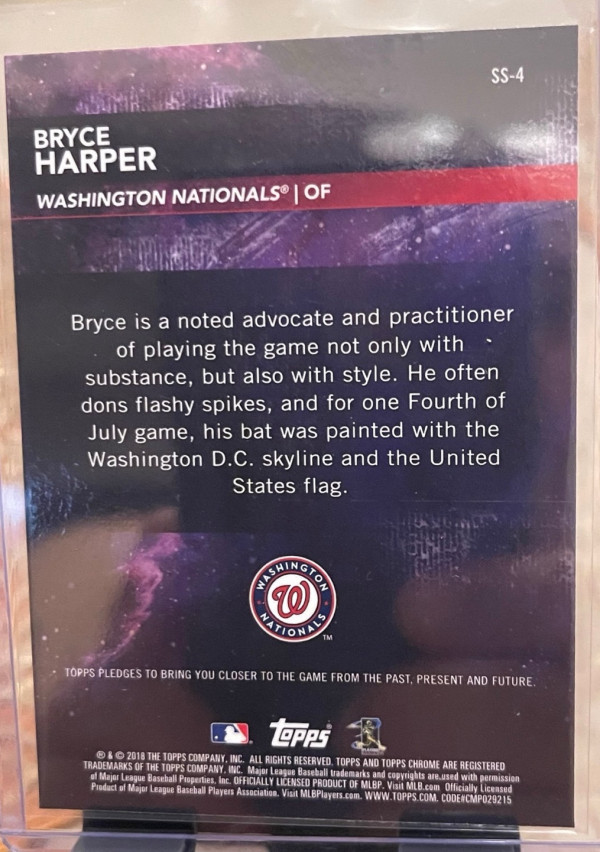 SS-4
BRYCE
HARPER
WASHINGTON NATIONALS® | OF
Bryce is a noted advocate and practitioner
of playing the game not only with
substance, but also with style. He often
dons flashy spikes, and for one Fourth of
July game, his bat was painted with the
Washington D.C. skyline and the United
States flag.
WASHINGTON
W
NATIONALS
TM
TOPPS PLEDGES TO BRING YOU CLOSER TO THE GAME FROM THE PAST, PRESENT AND FUTURE.
topps
® & © 2018 THE TOPPS COMPANY, INC. ALL RIGHTS RESERVED. TOPPS AND TOPPS CHROME ARE REGISTERED
TRADEMARKS OF THE TOPPS COMPANY, INC. Major League Baseball trademarks and copyrights are used with permission
of Major League Baseball Properties, Inc. OFFICIALLY LICENSED PRODUCT OF MLBP. Visit MLB.com Officially Licensed
Product of Major League Baseball Players Association. Visit MLBPlayers.com. WWW.TOPPS.COM. CODE#CMP029215